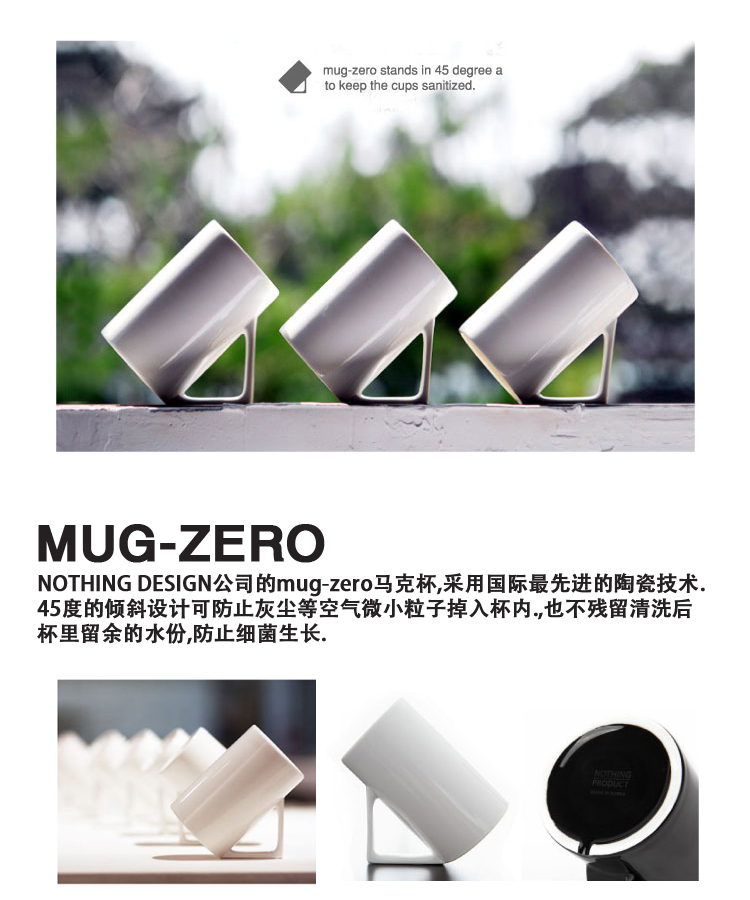 mug-zero stands in 45 degree a
to keep the cups sanitized.
MUG-ZERO
NOTHING DESIGN公司的mug-zero马克杯,采用国际最先进的陶瓷技术.
45度的倾斜设计可防止灰尘等空气微小粒子掉入杯内.,也不残留清洗后
杯里留余的水份,防止细菌生长.
NOTHING
PRODUCT